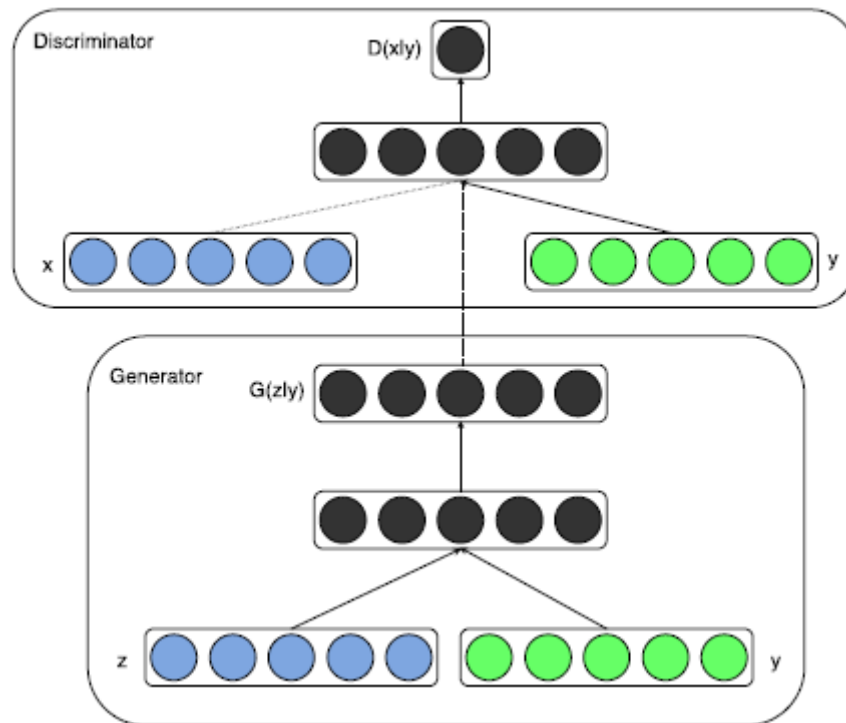 Discriminator
D(x|y)
x
y
Generator
G(z|y)
z
y